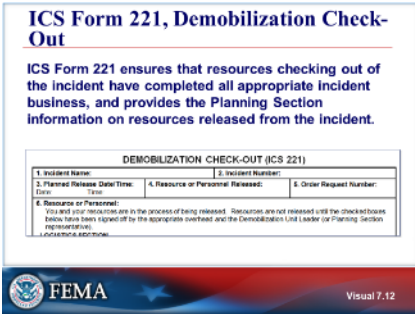 ICS Form 221, Demobilization Check-
Out
ICS Form 221 ensures that resources checking out of
the incident have completed all appropriate incident
business, and provides the Planning Section
information on resources released from the incident.
DEMOBILIZATION CHECK-OUT (ICS 221)
1. Incident Name:
2. Incident Number:
3. Planned Release Date/Time:
Date: Time:
4. Resource or Personnel Released:
5. Order Request Number:
6. Resource or Personnel:
You and your resources are in the process of being released. Resources are not released until the checked boxes
below have been signed off by the appropriate overhead and the Demobilization Unit Leader (or Planning Section
representative).
LOGISTICS SECTION
FEMA
Visual 7.12